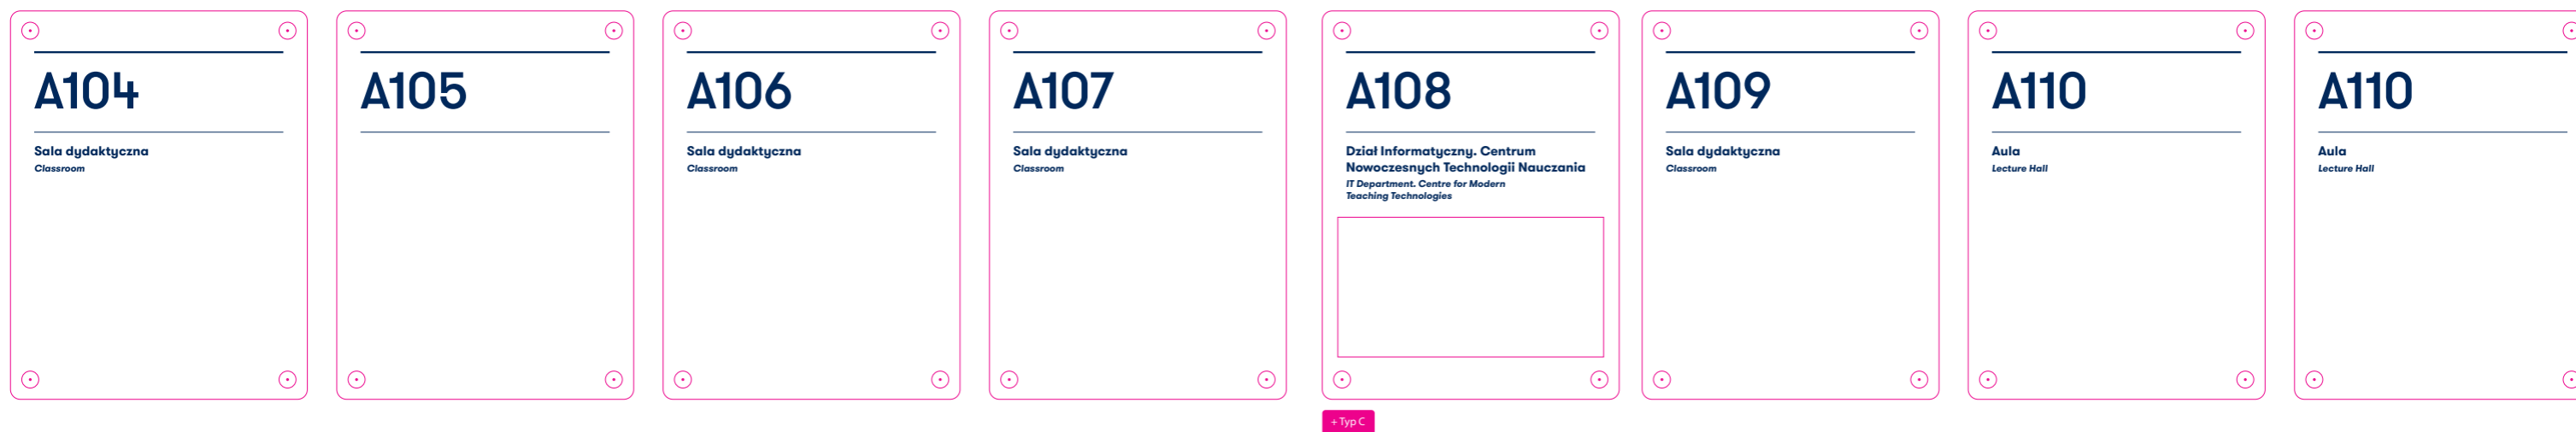 A104
Sala dydaktyczna
Classroom
A105
A106
Sala dydaktyczna
Classroom
A107
Sala dydaktyczna
Classroom
A108
Dział Informatyczny. Centrum
Nowoczesnych Technologii Nauczania
IT Department. Centre for Modern
Teaching Technologies
+ Typ C
A109
Sala dydaktyczna
Classroom
A110
Aula
Lecture Hall
A110
Aula
Lecture Hall